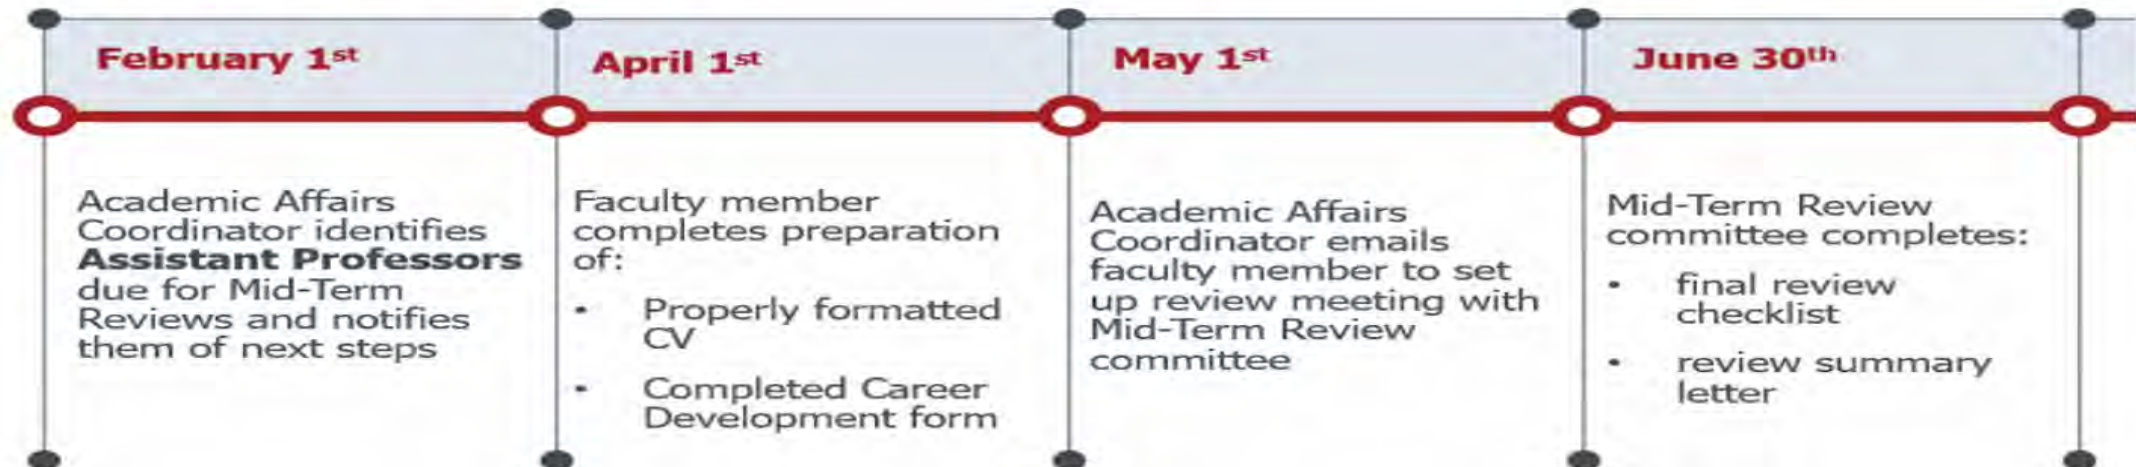 February 1st
Academic Affairs
Coordinator identifies
Assistant Professors
due for Mid-Term
Reviews and notifies
them of next steps
April 1st
Faculty member
completes preparation
of:
• Properly formatted
CV
• Completed Career
Development form
May 1st
Academic Affairs
Coordinator emails
faculty member to set
up review meeting with
Mid-Term Review
committee
June 30th
Mid-Term Review
committee completes:
• final review
checklist
• review summary
letter